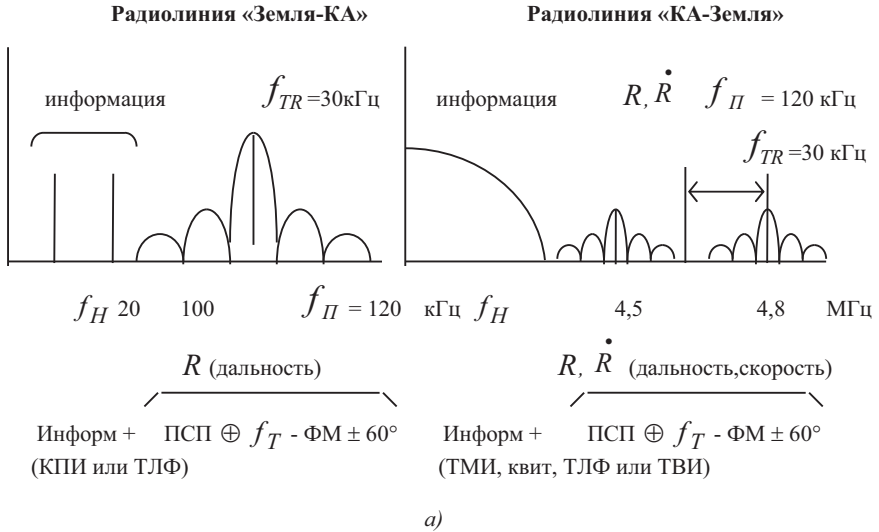 Радиолиния «Земля-КА»
Радиолиния «КА-Земля»
информация
f_TR =30кГц
информация
R, Ṙ f_П = 120 кГц
f_TR =30 кГц
f_Н 20 100 f_П = 120 кГц
f_Н 4,5 4,8 МГц
R (дальность)
R, Ṙ (дальность,скорость)
Информ + ПСП ⊕ f_T - ФМ ± 60°
(КПИ или ТЛФ)
Информ + ПСП ⊕ f_T - ФМ ± 60°
(ТМИ, квит, ТЛФ или ТВИ)
а)